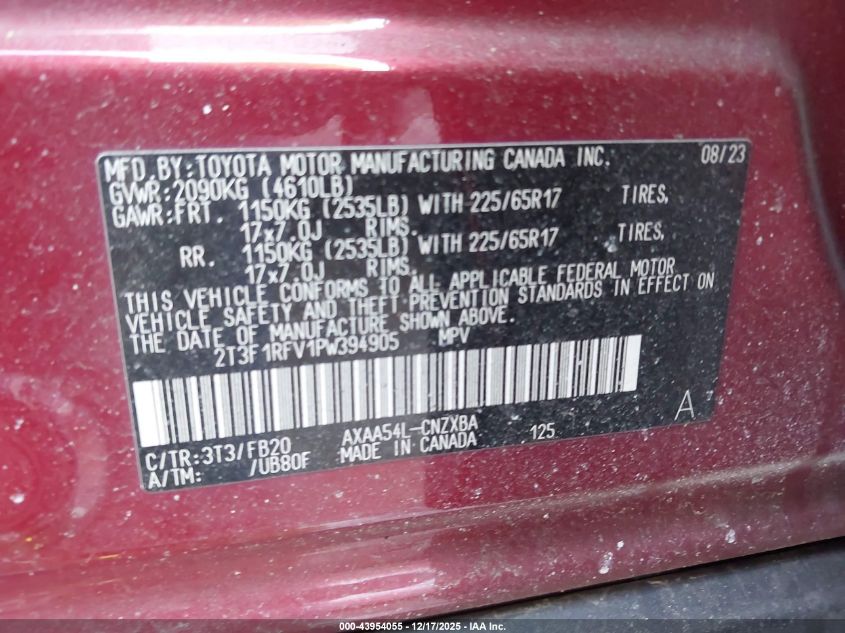 MFD.BY:TOYOTA MOTOR MANUFACTURING CANADA INC. 08/23
GVWR:2090KG (4610LB)
GAWR:FRT. 1150KG (2535LB) WITH 225/65R17 TIRES,
17x7.0J RIMS.
RR. 1150KG (2535LB) WITH 225/65R17 TIRES,
17x7.0J RIMS.
THIS VEHICLE CONFORMS TO ALL APPLICABLE FEDERAL MOTOR
VEHICLE SAFETY AND THEFT PREVENTION STANDARDS IN EFFECT ON
THE DATE OF MANUFACTURE SHOWN ABOVE.
2T3F1RFV1PW394905 MPV
A
C/TR:3T3/FB20 AXAA54L-CNZXBA 125
A/TM: /UB80F MADE IN CANADA
000-43954055 - 12/17/2025 - IAA Inc.